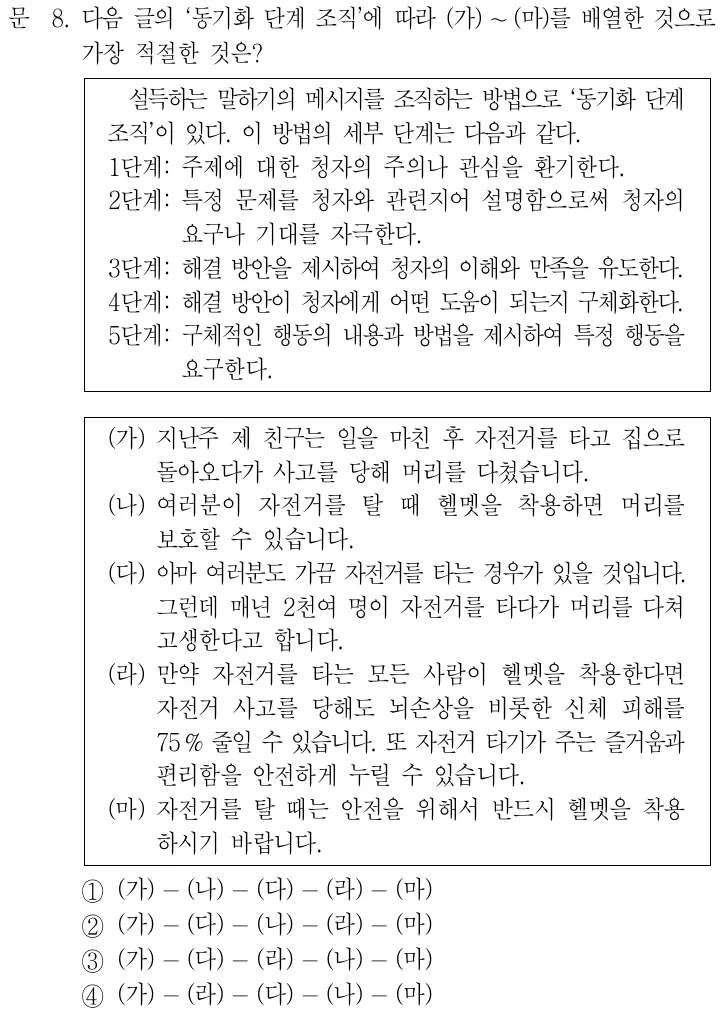 문 8. 다음 글의 ‘동기화 단계 조직’에 따라 (가) ~ (마)를 배열한 것으로
가장 적절한 것은?
설득하는 말하기의 메시지를 조직하는 방법으로 ‘동기화 단계
조직’이 있다. 이 방법의 세부 단계는 다음과 같다.
1단계: 주제에 대한 청자의 주의나 관심을 환기한다.
2단계: 특정 문제를 청자와 관련지어 설명함으로써 청자의
요구나 기대를 자극한다.
3단계: 해결 방안을 제시하여 청자의 이해와 만족을 유도한다.
4단계: 해결 방안이 청자에게 어떤 도움이 되는지 구체화한다.
5단계: 구체적인 행동의 내용과 방법을 제시하여 특정 행동을
요구한다.
(가) 지난주 제 친구는 일을 마친 후 자전거를 타고 집으로
돌아오다가 사고를 당해 머리를 다쳤습니다.
(나) 여러분이 자전거를 탈 때 헬멧을 착용하면 머리를
보호할 수 있습니다.
(다) 아마 여러분도 가끔 자전거를 타는 경우가 있을 것입니다.
그런데 매년 2천여 명이 자전거를 타다가 머리를 다쳐
고생한다고 합니다.
(라) 만약 자전거를 타는 모든 사람이 헬멧을 착용한다면
자전거 사고를 당해도 뇌손상을 비롯한 신체 피해를
75 % 줄일 수 있습니다. 또 자전거 타기가 주는 즐거움과
편리함을 안전하게 누릴 수 있습니다.
(마) 자전거를 탈 때는 안전을 위해서 반드시 헬멧을 착용
하시기 바랍니다.
① (가) – (나) – (다) – (라) – (마)
② (가) – (다) – (나) – (라) – (마)
③ (가) – (다) – (라) – (나) – (마)
④ (가) – (라) – (다) – (나) – (마)